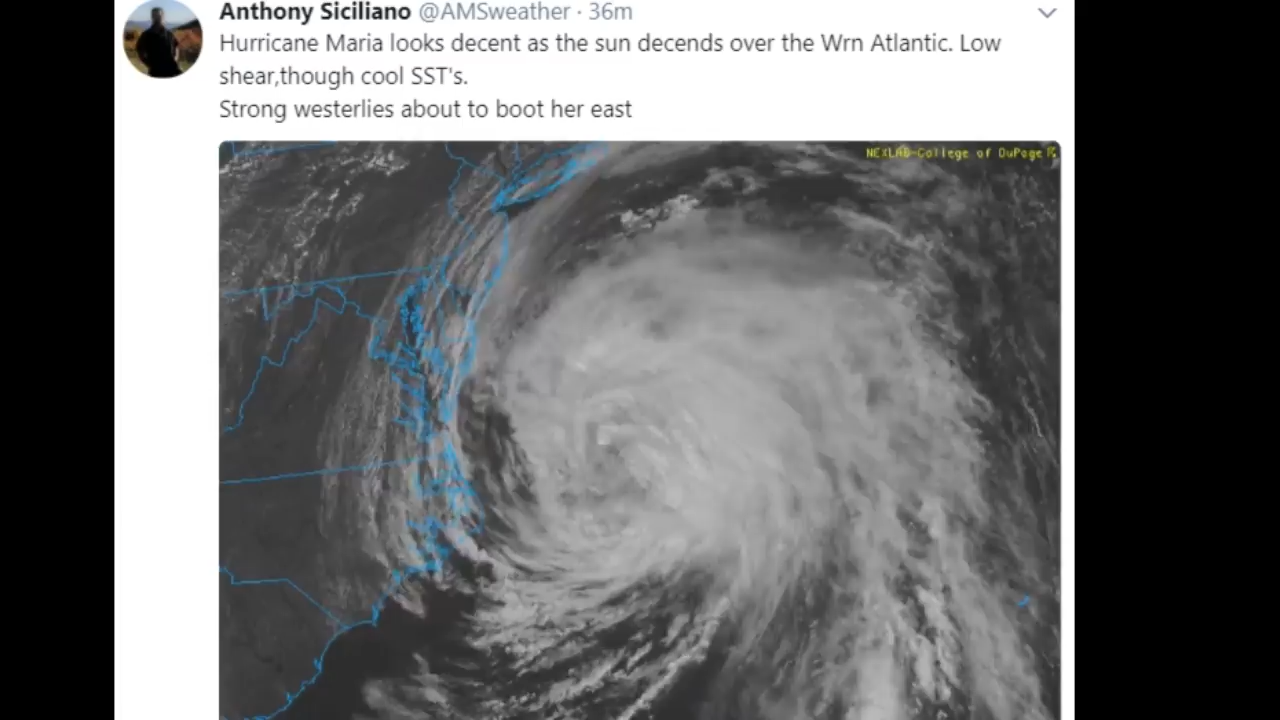 Anthony Siciliano @AMSweather · 36m
Hurricane Maria looks decent as the sun decends over the Wrn Atlantic. Low
shear,though cool SST's.
Strong westerlies about to boot her east
NEXLAB-College of DuPage